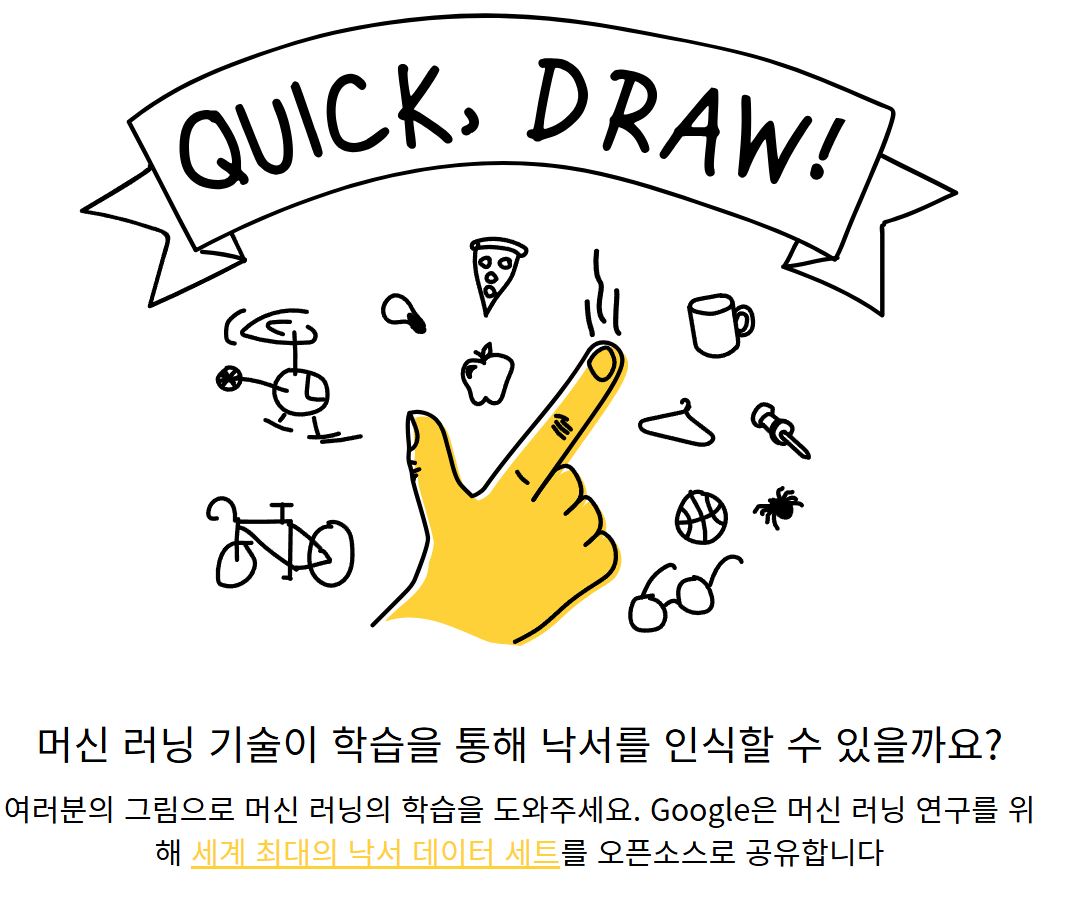 QUICK, DRAW!
머신 러닝 기술이 학습을 통해 낙서를 인식할 수 있을까요?
여러분의 그림으로 머신 러닝의 학습을 도와주세요. Google은 머신 러닝 연구를 위
해 세계 최대의 낙서 데이터 세트를 오픈소스로 공유합니다